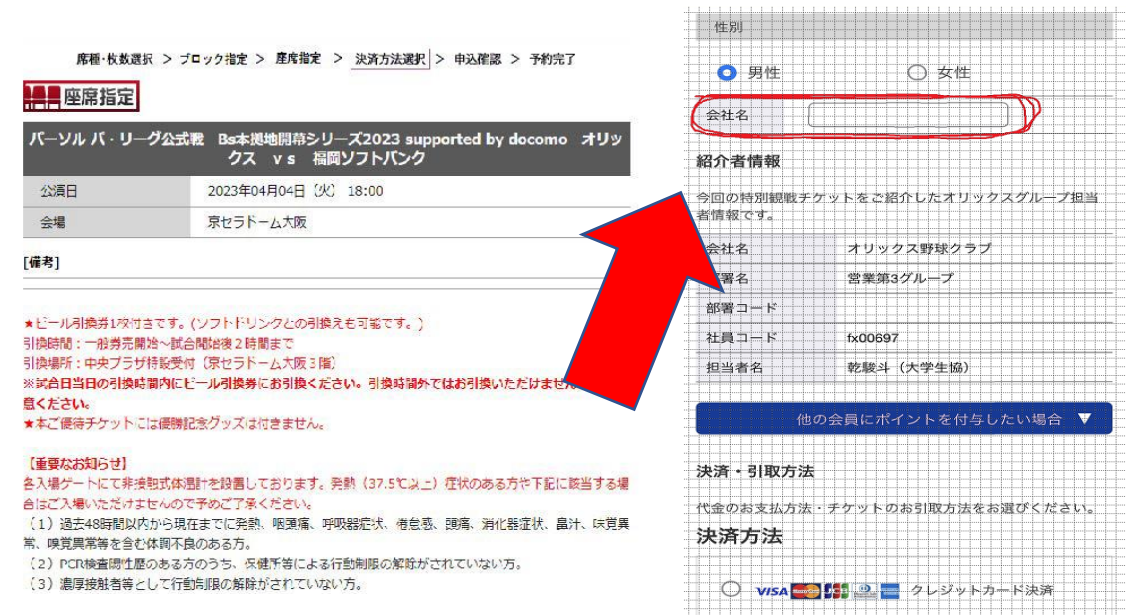 席種・枚数選択 > ブロック指定 > 座席指定 > 決済方法選択 > 申込確認 > 予約完了
座席指定
パーソル パ・リーグ公式戦 Bs本拠地開幕シリーズ2023 supported by docomo オリッ
クス vs 福岡ソフトバンク
公演日 2023年04月04日（火）18:00
会場 京セラドーム大阪
[備考]
★ビール引換券1枚付きです。(ソフトドリンクとの引換えも可能です。)
引換時間：一般券売開始～試合開始後2時間まで
引換場所：中央プラザ特設受付（京セラドーム大阪3階）
※試合日当日の引換時間内にビール引換券にお引換ください。引換時間外ではお引換いただけません
意ください。
★本ご優待チケットには優勝記念グッズは付きません。
【重要なお知らせ】
各入場ゲートにて非接触式体温計を設置しております。発熱（37.5℃以上）症状のある方や下記に該当する場
合はご入場いただけませんので予めご了承ください。
（1）過去48時間以内から現在までに発熱、咽頭痛、呼吸器症状、倦怠感、頭痛、消化器症状、鼻汁、味覚異
常、嗅覚異常等を含む体調不良のある方。
（2）PCR検査陽性歴のある方のうち、保健所等による行動制限の解除がされていない方。
（3）濃厚接触者等として行動制限の解除がされていない方。
性別
男性 女性
会社名
紹介者情報
今回の特別観戦チケットをご紹介したオリックスグループ担当
者情報です。
会社名 オリックス野球クラブ
部署名 営業第3グループ
部署コード
社員コード fx00697
担当者名 乾駿斗（大学生協）
他の会員にポイントを付与したい場合 ▼
決済・引取方法
代金のお支払方法・チケットのお引取方法をお選びください。
決済方法
VISA JCB クレジットカード決済